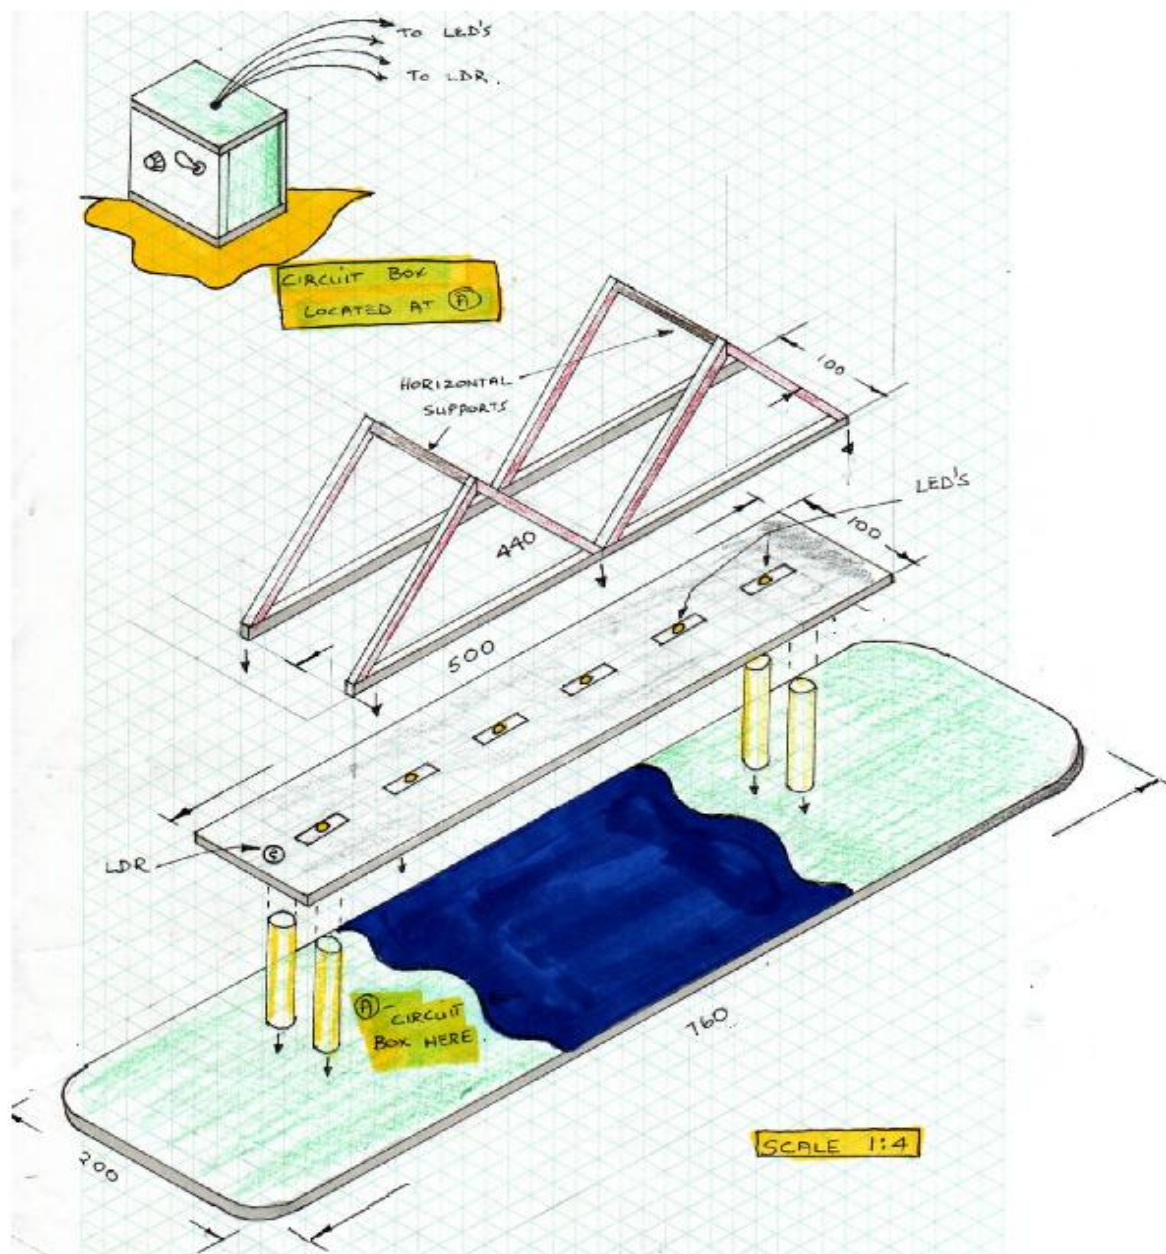 TO LED'S
TO LDR.
CIRCUIT BOX
LOCATED AT A
HORIZONTAL
SUPPORTS
100
LED'S
440
100
500
LDR
A - CIRCUIT
BOX HERE.
760
SCALE 1:4
200